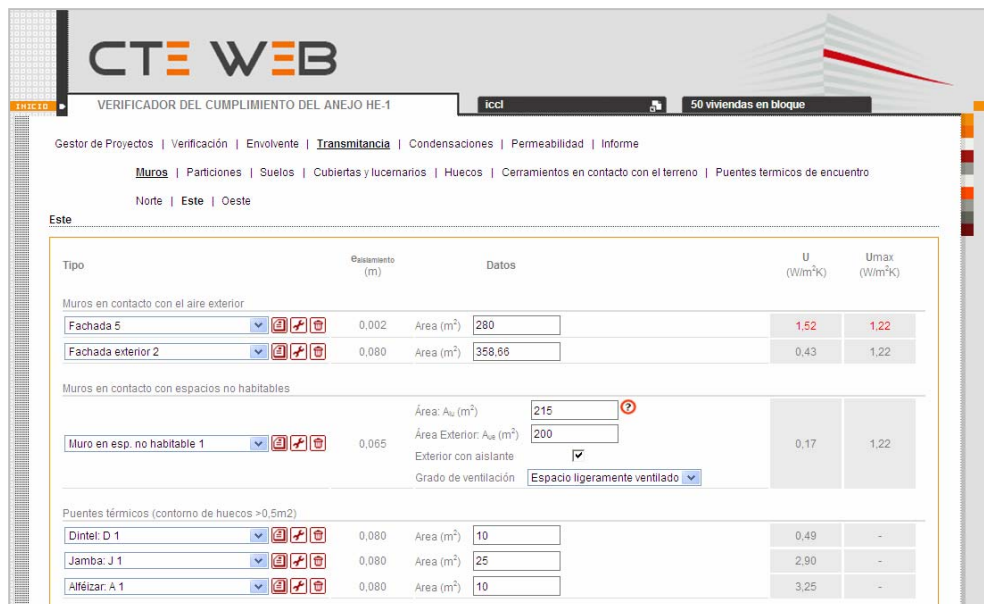 CTE WEB
INICIO
VERIFICADOR DEL CUMPLIMIENTO DEL ANEJO HE-1
iccl
50 viviendas en bloque
Gestor de Proyectos | Verificación | Envolvente | Transmitancia | Condensaciones | Permeabilidad | Informe
Muros | Particiones | Suelos | Cubiertas y lucernarios | Huecos | Cerramientos en contacto con el terreno | Puentes termicos de encuentro
Norte | Este | Oeste
Este
Tipo e aislamiento (m) Datos U (W/m²K) Umax (W/m²K)
Muros en contacto con el aire exterior
Fachada 5 0,002 Area (m²) 280 1,52 1,22
Fachada exterior 2 0,080 Area (m²) 358,66 0,43 1,22
Muros en contacto con espacios no habitables
Área: Aiu (m²) 215 ?
Área Exterior: Aue (m²) 200
Muro en esp. no habitable 1 0,065 0,17 1,22
Exterior con aislante
Grado de ventilación Espacio ligeramente ventilado
Puentes térmicos (contorno de huecos >0,5m2)
Dintel: D 1 0,080 Area (m²) 10 0,49 -
Jamba: J 1 0,080 Area (m²) 25 2,90 -
Alféizar: A 1 0,080 Area (m²) 10 3,25 -